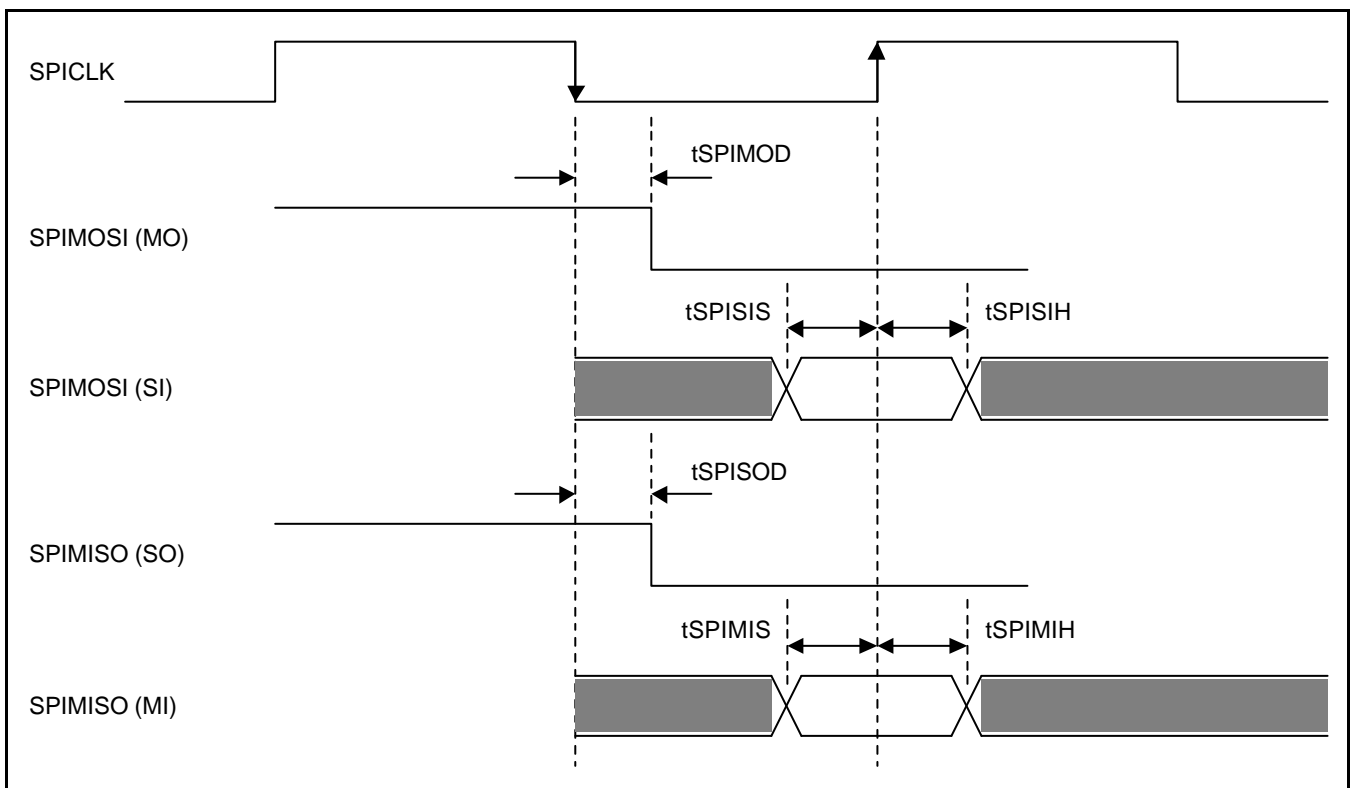 SPICLK
tSPIMOD
SPIMOSI (MO)
tSPISIS
tSPISIH
SPIMOSI (SI)
tSPISOD
SPIMISO (SO)
tSPIMIS
tSPIMIH
SPIMISO (MI)